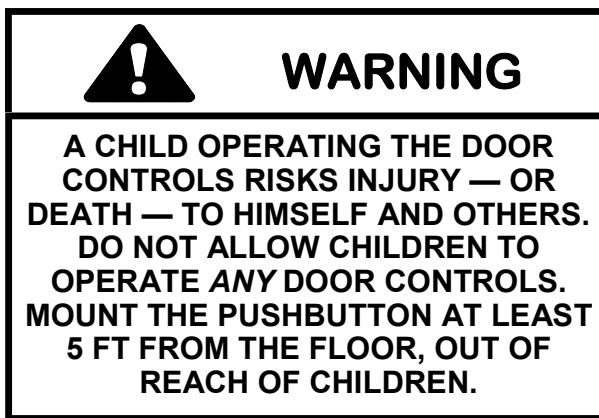 WARNING
A CHILD OPERATING THE DOOR
CONTROLS RISKS INJURY — OR
DEATH — TO HIMSELF AND OTHERS.
DO NOT ALLOW CHILDREN TO
OPERATE ANY DOOR CONTROLS.
MOUNT THE PUSHBUTTON AT LEAST
5 FT FROM THE FLOOR, OUT OF
REACH OF CHILDREN.